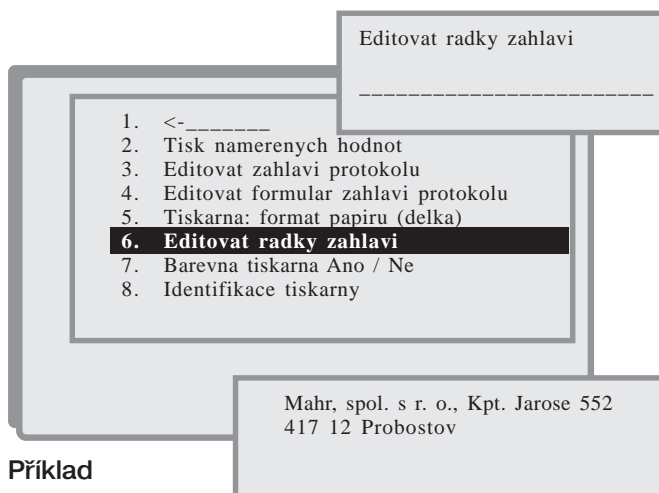 Editovat radky zahlavi
________________________
1. <-_______
2. Tisk namerenych hodnot
3. Editovat zahlavi protokolu
4. Editovat formular zahlavi protokolu
5. Tiskarna: format papiru (delka)
6. Editovat radky zahlavi
7. Barevna tiskarna Ano / Ne
8. Identifikace tiskarny
Mahr, spol. s r. o., Kpt. Jarose 552
417 12 Probostov
Příklad